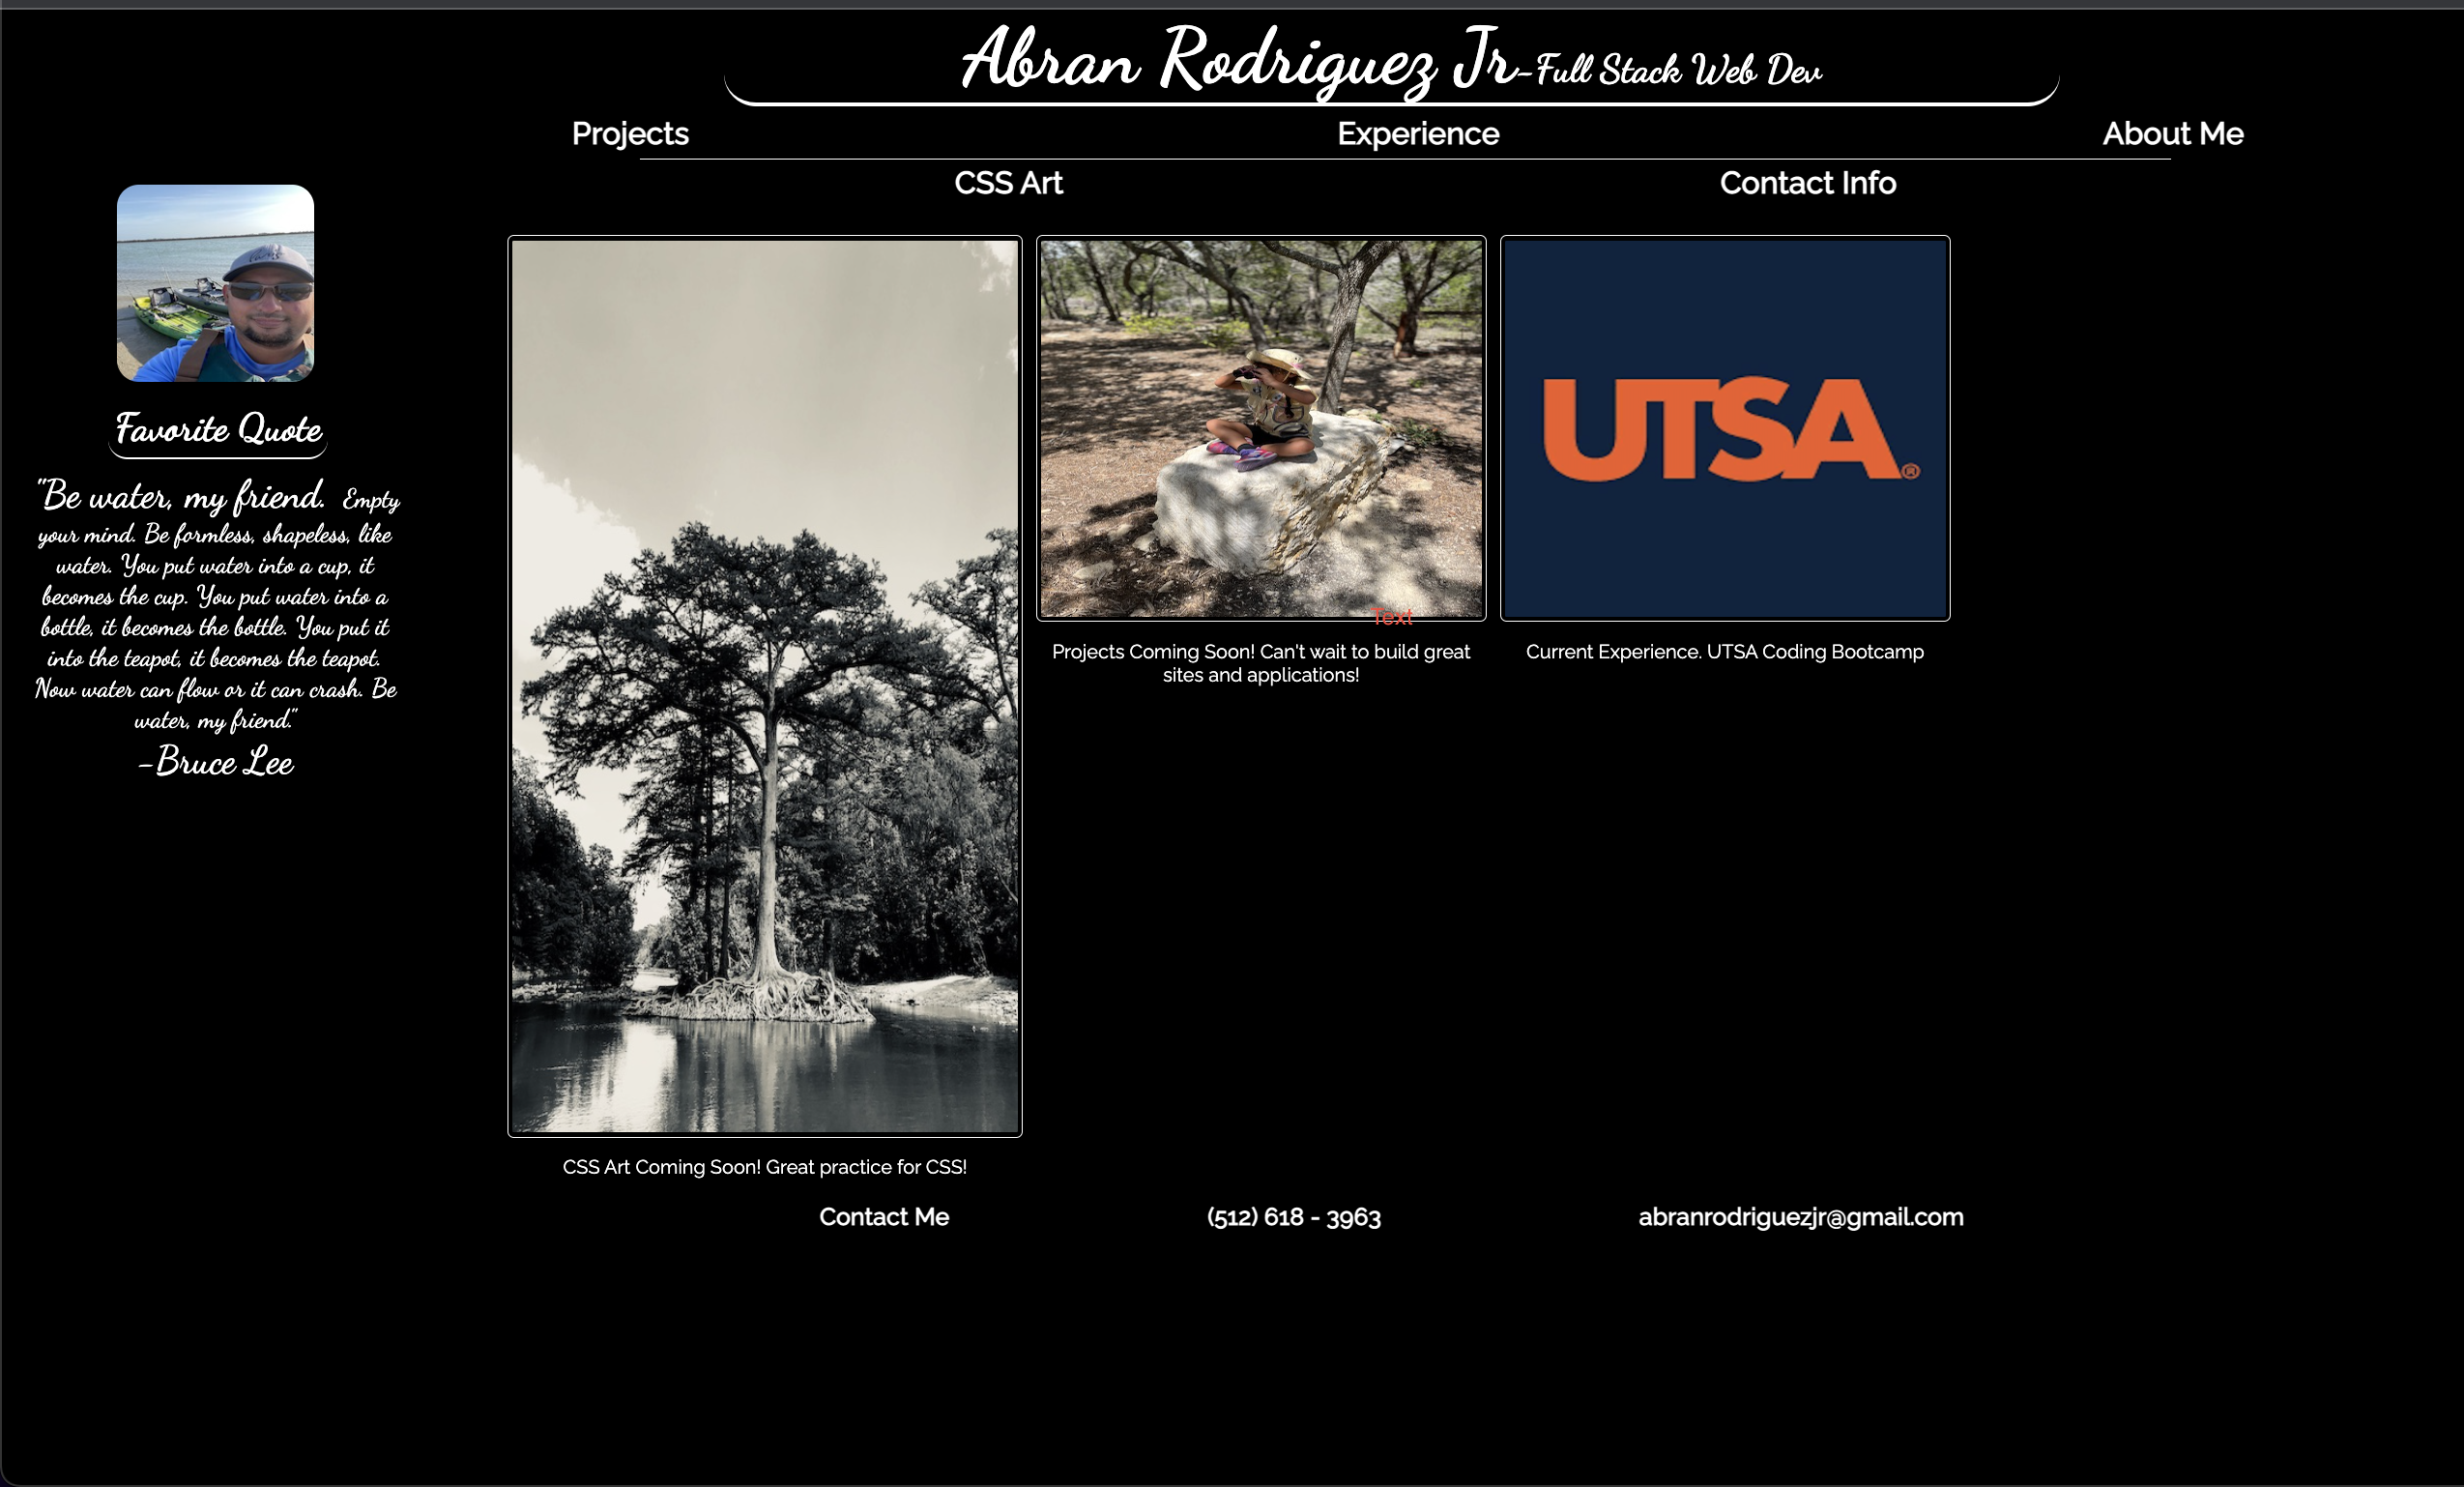 Abran Rodriguez Jr-Full Stack Web Dev
Projects Experience About Me
CSS Art Contact Info
Favorite Quote
"Be water, my friend. Empty
your mind. Be formless, shapeless, like
water. You put water into a cup, it
becomes the cup. You put water into a
bottle, it becomes the bottle. You put it
into the teapot, it becomes the teapot.
Now water can flow or it can crash. Be
water, my friend."
-Bruce Lee
UTSA®
Text
Projects Coming Soon! Can't wait to build great
sites and applications!
Current Experience. UTSA Coding Bootcamp
CSS Art Coming Soon! Great practice for CSS!
Contact Me (512) 618 - 3963 abranrodriguezjr@gmail.com